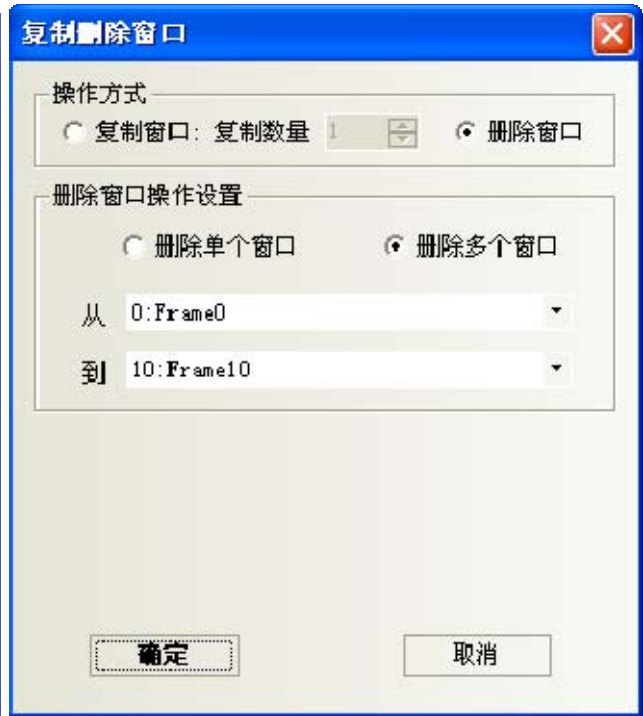 复制删除窗口
操作方式
复制窗口: 复制数量 1 删除窗口
删除窗口操作设置
删除单个窗口 删除多个窗口
从 0:Frame0
到 10:Frame10
确定 取消